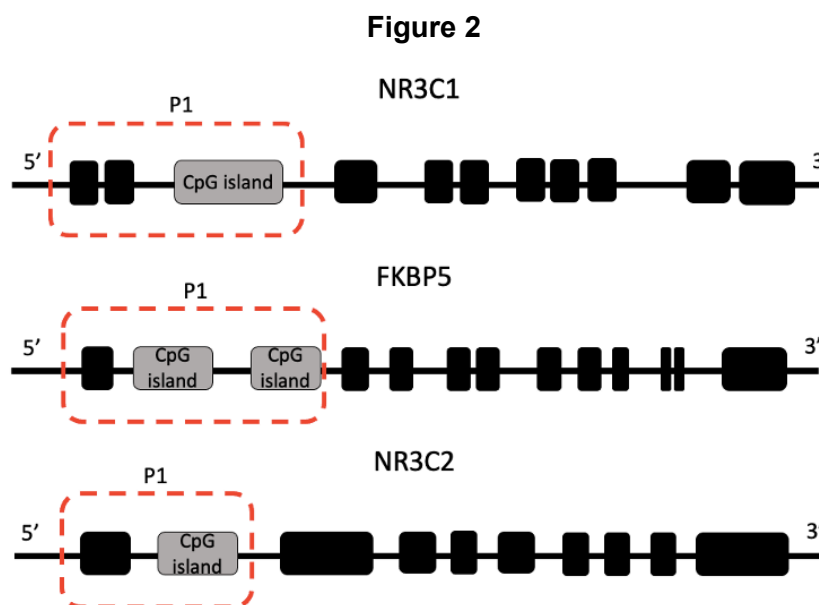 Figure 2
NR3C1
P1
5’ 3’
CpG island
FKBP5
P1
5’ 3’
CpG CpG
island island
NR3C2
P1
5’ 3’
CpG
island